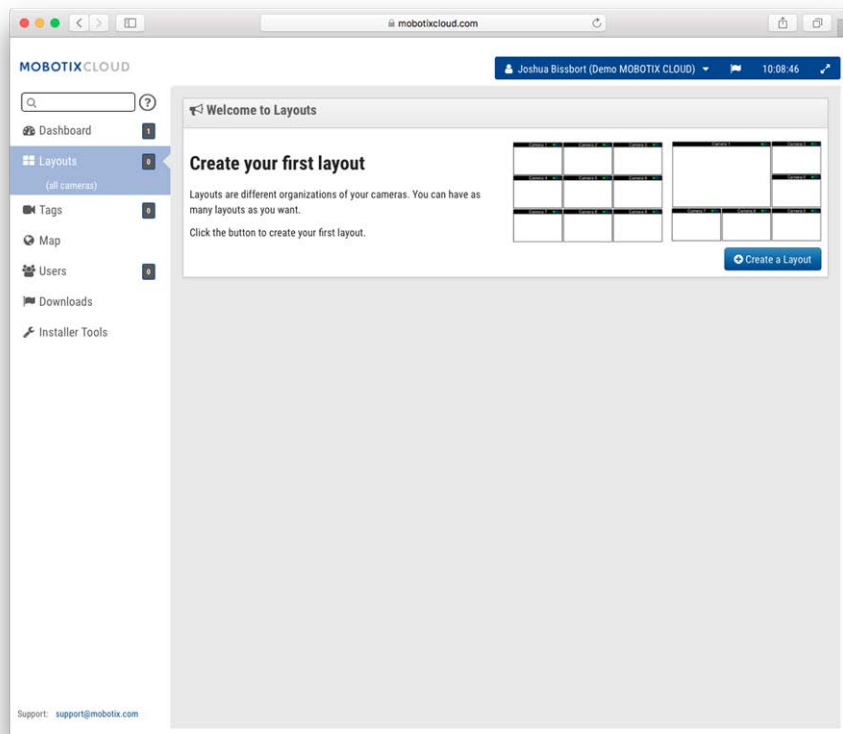 mobotixcloud.com
MOBOTIXCLOUD
Joshua Bissbort (Demo MOBOTIX CLOUD)
10:08:46
Dashboard
1
Layouts
0
(all cameras)
Tags
0
Map
Users
0
Downloads
Installer Tools
Welcome to Layouts
Create your first layout
Layouts are different organizations of your cameras. You can have as
many layouts as you want.
Click the button to create your first layout.
Create a Layout
Support: support@mobotix.com